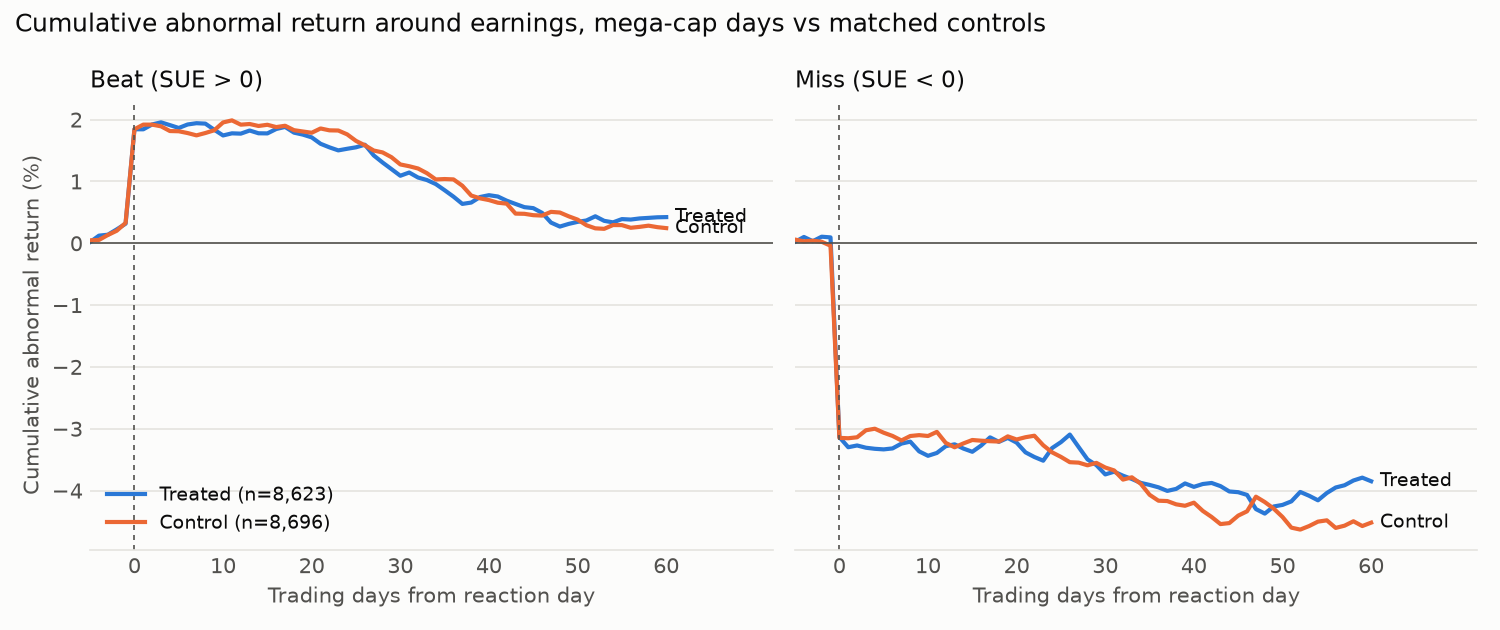 Cumulative abnormal return around earnings, mega-cap days vs matched controls
Beat (SUE > 0)
Miss (SUE < 0)
Cumulative abnormal return (%)
2
1
0
−1
−2
−3
−4
Treated
Control
Treated (n=8,623)
Control (n=8,696)
0 10 20 30 40 50 60
Trading days from reaction day
Treated
Control
0 10 20 30 40 50 60
Trading days from reaction day